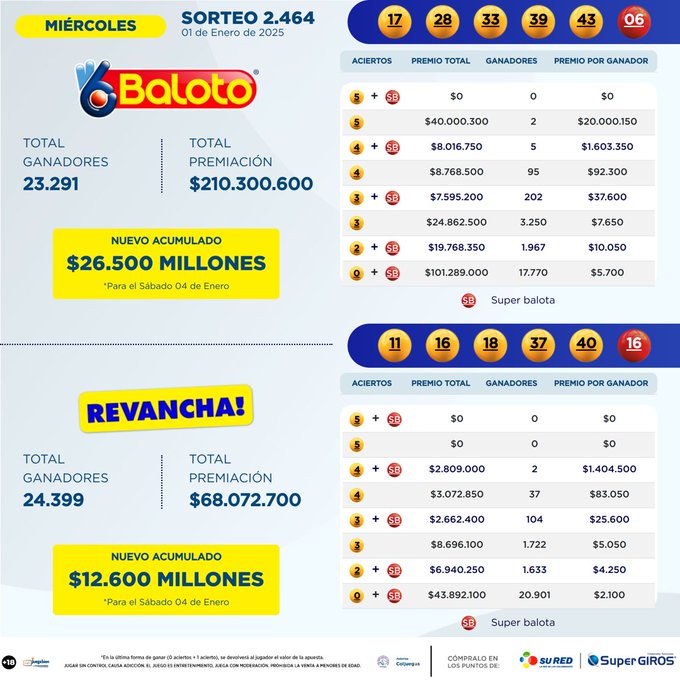 MIÉRCOLES
SORTEO 2.464
01 de Enero de 2025
Baloto®
TOTAL GANADORES
23.291
TOTAL PREMIACIÓN
$210.300.600
NUEVO ACUMULADO
$26.500 MILLONES
*Para el Sábado 04 de Enero
17 28 33 39 43 06
ACIERTOS PREMIO TOTAL GANADORES PREMIO POR GANADOR
5 + SB $0 0 $0
5 $40.000.300 2 $20.000.150
4 + SB $8.016.750 5 $1.603.350
4 $8.768.500 95 $92.300
3 + SB $7.595.200 202 $37.600
3 $24.862.500 3.250 $7.650
2 + SB $19.768.350 1.967 $10.050
0 + SB $101.289.000 17.770 $5.700
SB Super balota
REVANCHA!
TOTAL GANADORES
24.399
TOTAL PREMIACIÓN
$68.072.700
NUEVO ACUMULADO
$12.600 MILLONES
*Para el Sábado 04 de Enero
11 16 18 37 40 16
ACIERTOS PREMIO TOTAL GANADORES PREMIO POR GANADOR
5 + SB $0 0 $0
5 $0 0 $0
4 + SB $2.809.000 2 $1.404.500
4 $3.072.850 37 $83.050
3 + SB $2.662.400 104 $25.600
3 $8.696.100 1.722 $5.050
2 + SB $6.940.250 1.633 $4.250
0 + SB $43.892.100 20.901 $2.100
SB Super balota
+18
*En la última forma de ganar (0 aciertos + 1 acierto), se devolverá al jugador el valor de la apuesta.
JUGAR SIN CONTROL CAUSA ADICCIÓN. EL JUEGO ES ENTRETENIMIENTO, JUEGA CON MODERACIÓN. PROHIBIDA LA VENTA A MENORES DE EDAD.
Coljuegos
CÓMPRALO EN
LOS PUNTOS DE:
SU RED
SuperGIROS